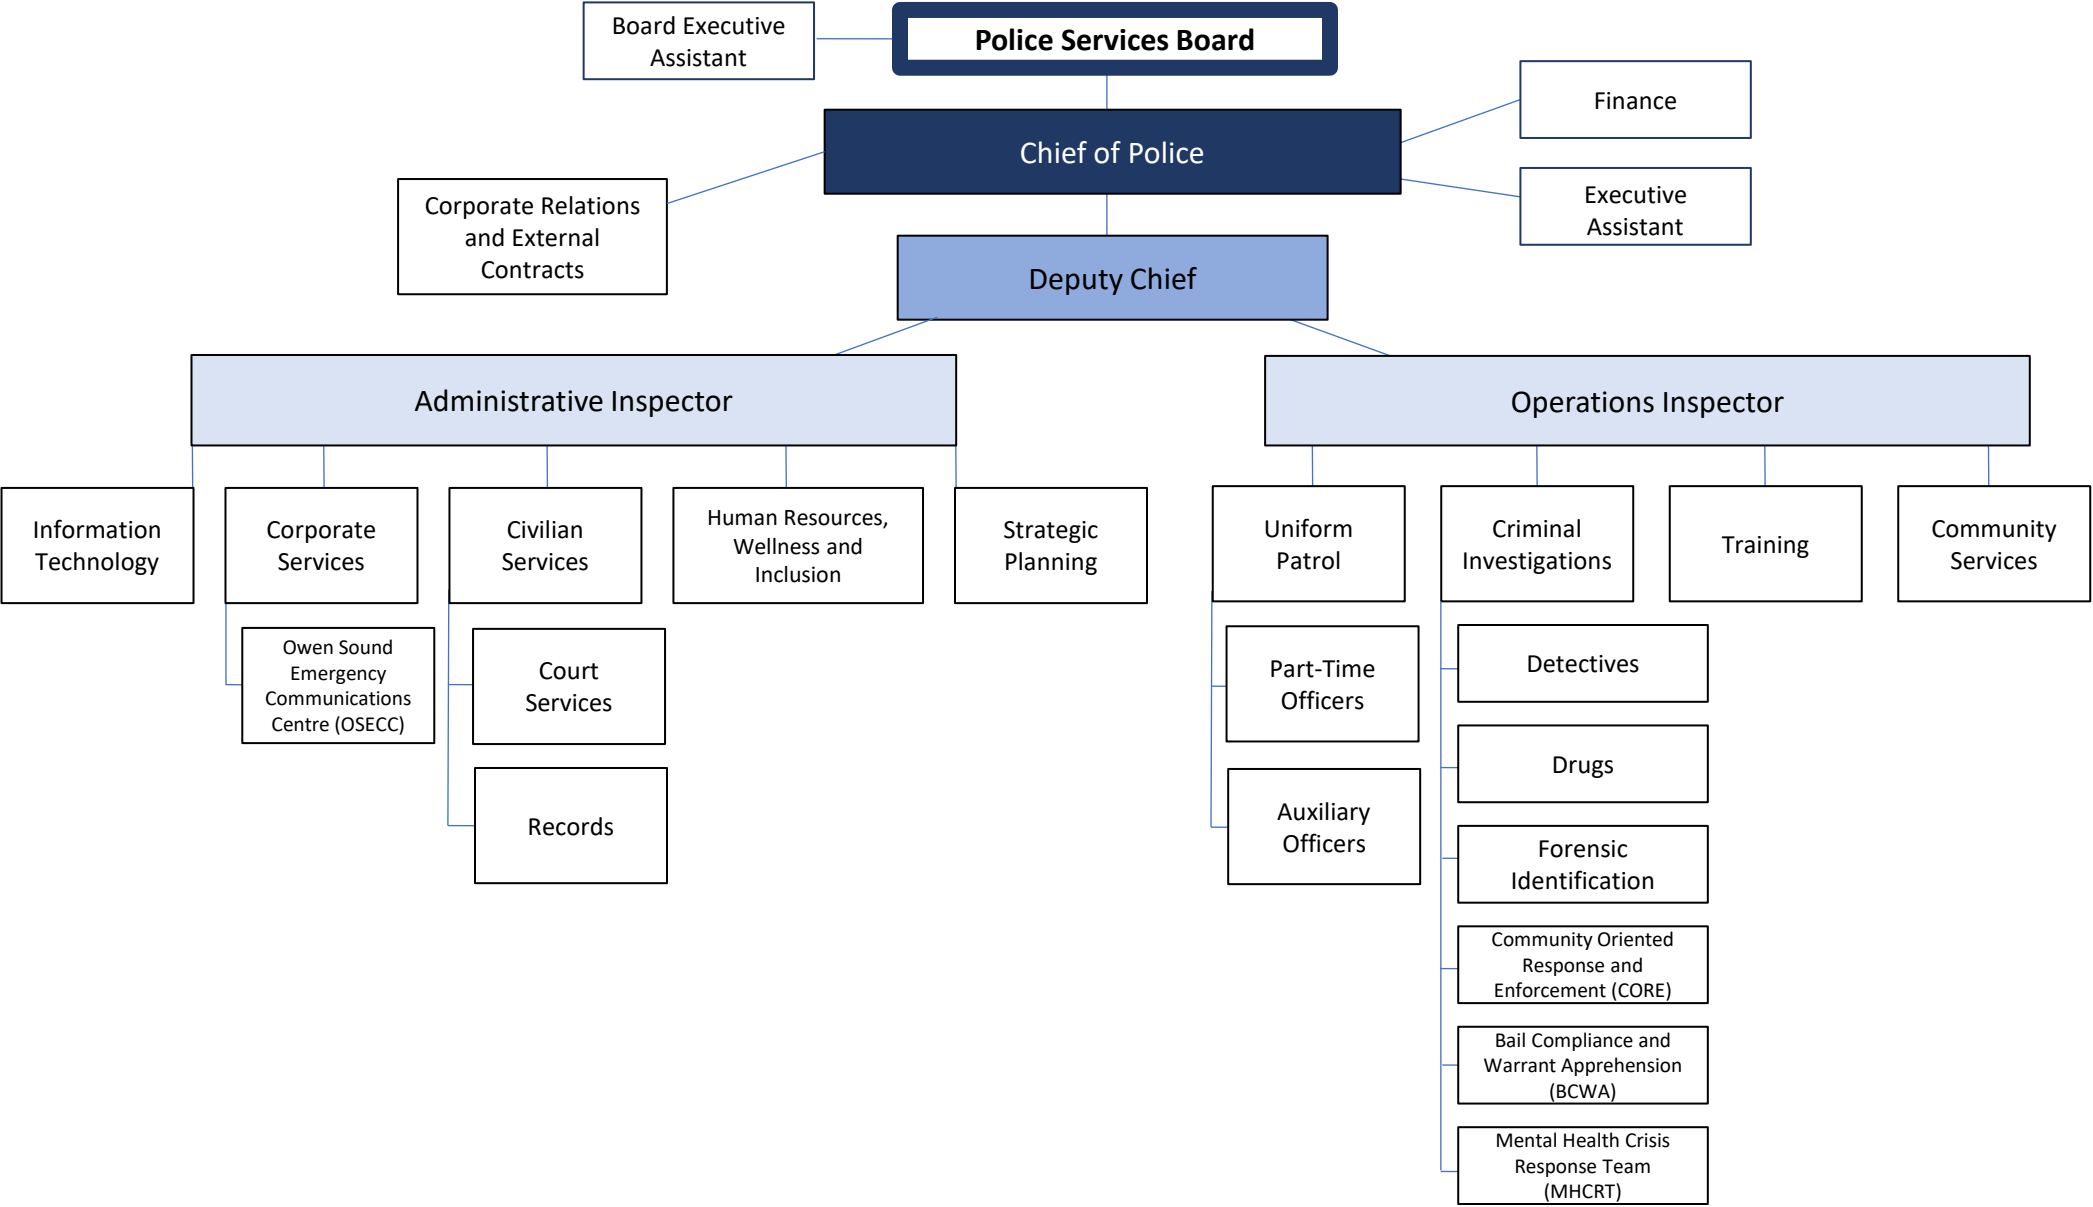 Board Executive
Assistant
Police Services Board
Finance
Chief of Police
Executive
Assistant
Corporate Relations
and External
Contracts
Deputy Chief
Administrative Inspector
Operations Inspector
Information
Technology
Corporate
Services
Civilian
Services
Human Resources,
Wellness and
Inclusion
Strategic
Planning
Uniform
Patrol
Criminal
Investigations
Training
Community
Services
Owen Sound
Emergency
Communications
Centre (OSECC)
Court
Services
Records
Part-Time
Officers
Auxiliary
Officers
Detectives
Drugs
Forensic
Identification
Community Oriented
Response and
Enforcement (CORE)
Bail Compliance and
Warrant Apprehension
(BCWA)
Mental Health Crisis
Response Team
(MHCRT)